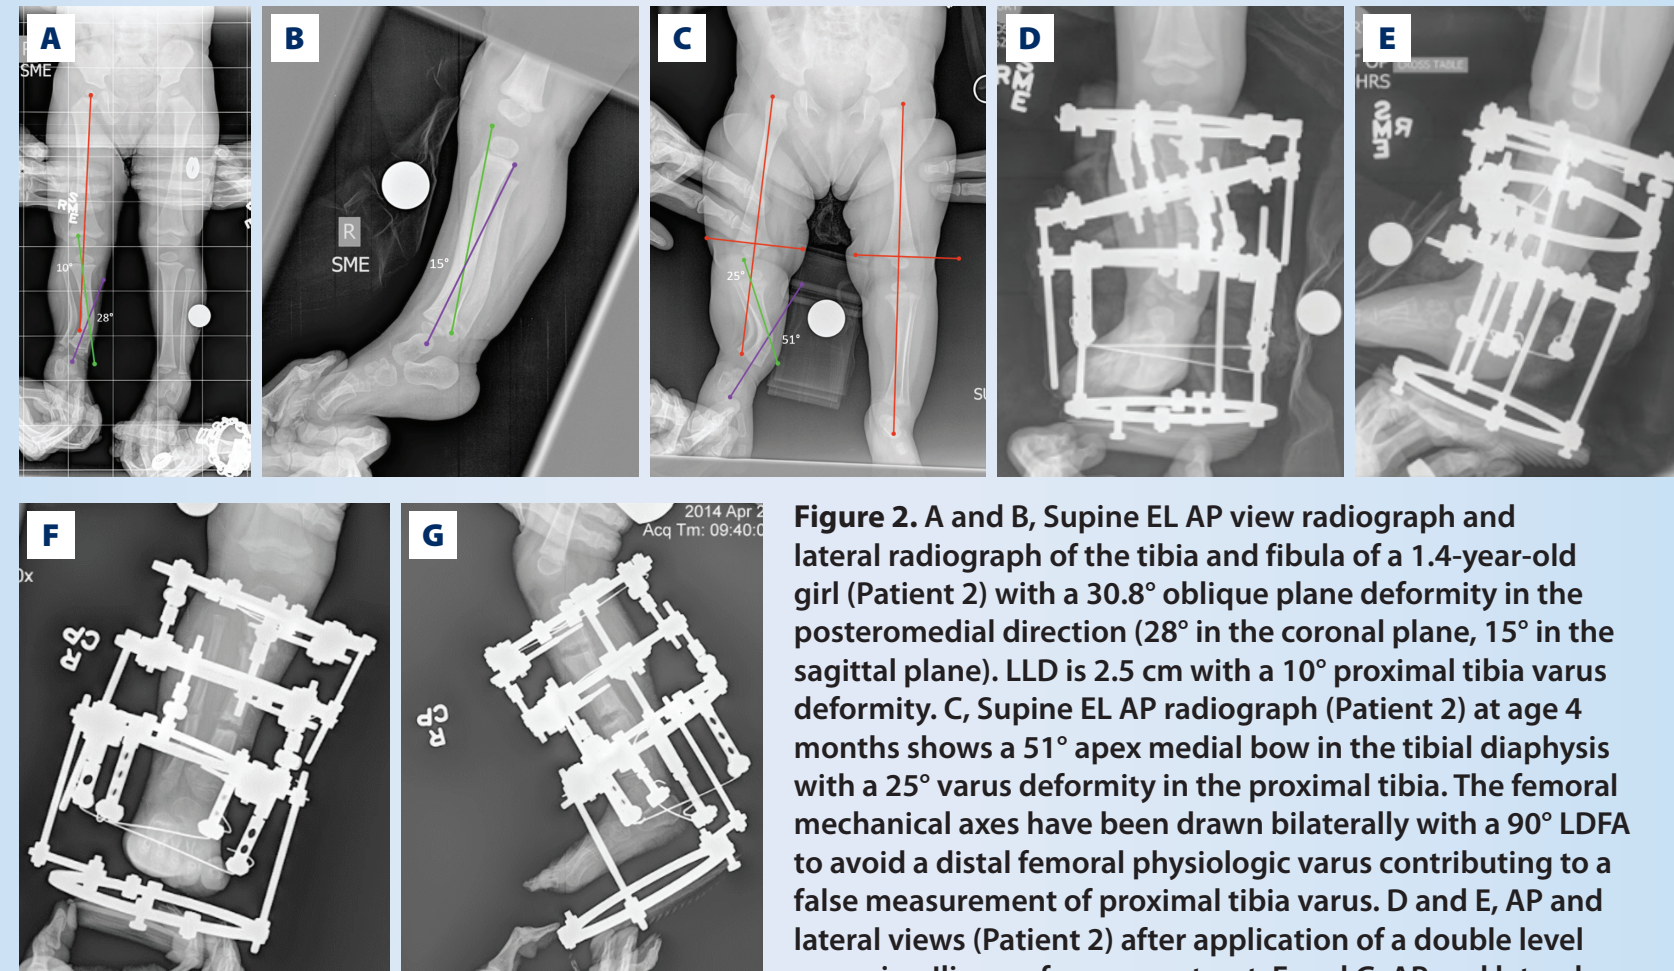 A
SME
R
SME
10°
28°
B
R
SME
15°
C
25°
51°
D
R
SME
E
HRS
CROSS TABLE
SME
R
F
R
CP
G
2014 Apr 2
Acq Tm: 09:40:0
R
CP
Figure 2. A and B, Supine EL AP view radiograph and
lateral radiograph of the tibia and fibula of a 1.4-year-old
girl (Patient 2) with a 30.8° oblique plane deformity in the
posteromedial direction (28° in the coronal plane, 15° in the
sagittal plane). LLD is 2.5 cm with a 10° proximal tibia varus
deformity. C, Supine EL AP radiograph (Patient 2) at age 4
months shows a 51° apex medial bow in the tibial diaphysis
with a 25° varus deformity in the proximal tibia. The femoral
mechanical axes have been drawn bilaterally with a 90° LDFA
to avoid a distal femoral physiologic varus contributing to a
false measurement of proximal tibia varus. D and E, AP and
lateral views (Patient 2) after application of a double level